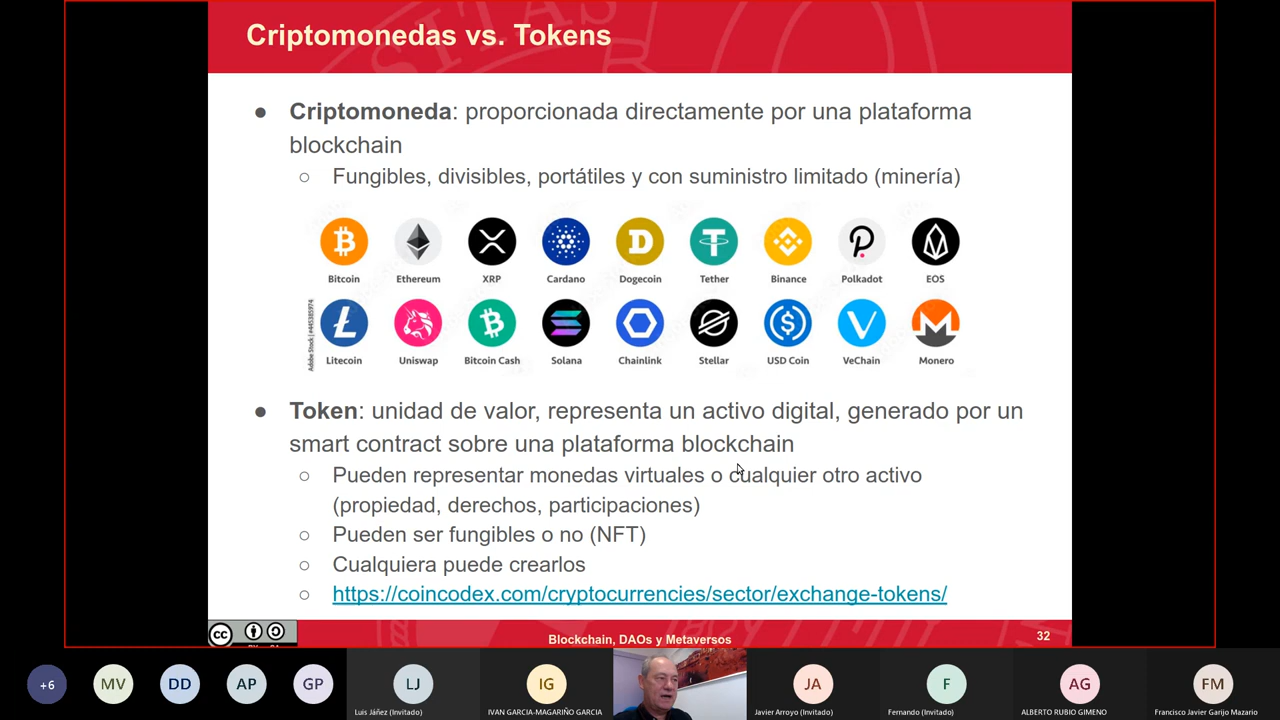 Criptomonedas vs. Tokens
● Criptomoneda: proporcionada directamente por una plataforma
blockchain
○ Fungibles, divisibles, portátiles y con suministro limitado (minería)
Bitcoin Ethereum XRP Cardano Dogecoin Tether Binance Polkadot EOS
Adobe Stock | #445385974
Litecoin Uniswap Bitcoin Cash Solana Chainlink Stellar USD Coin VeChain Monero
● Token: unidad de valor, representa un activo digital, generado por un
smart contract sobre una plataforma blockchain
○ Pueden representar monedas virtuales o cualquier otro activo
(propiedad, derechos, participaciones)
○ Pueden ser fungibles o no (NFT)
○ Cualquiera puede crearlos
○ https://coincodex.com/cryptocurrencies/sector/exchange-tokens/
cc
Blockchain, DAOs y Metaversos
32
+6 MV DD AP GP LJ IG JA F AG FM
Luis Jáñez (Invitado) IVAN GARCIA-MAGARIÑO GARCIA Javier Arroyo (Invitado) Fernando (Invitado) ALBERTO RUBIO GIMENO Francisco Javier Garijo Mazario